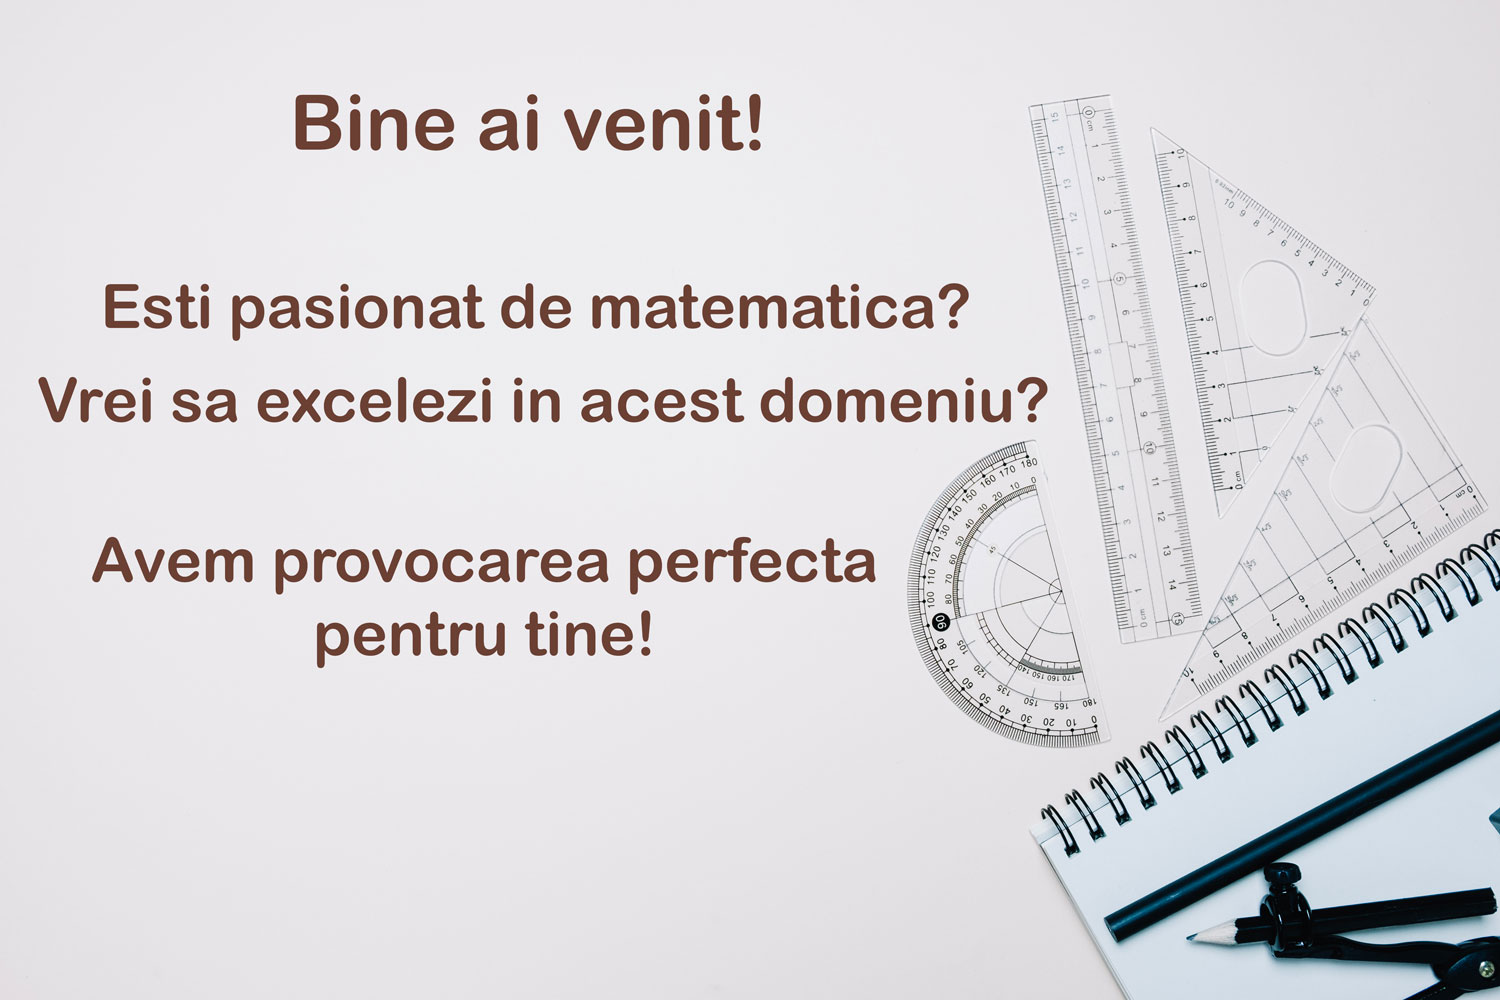 Bine ai venit!
Esti pasionat de matematica?
Vrei sa excelezi in acest domeniu?
Avem provocarea perfecta
pentru tine!